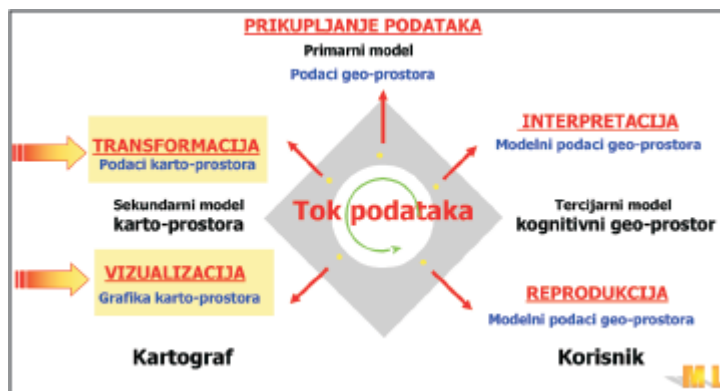 PRIKUPLJANJE PODATAKA
Primarni model
Podaci geo-prostora
TRANSFORMACIJA
Podaci karto-prostora
INTERPRETACIJA
Modelni podaci geo-prostora
Sekundarni model
karto-prostora
Tok podataka
Tercijarni model
kognitivni geo-prostor
VIZUALIZACIJA
Grafika karto-prostora
REPRODUKCIJA
Modelni podaci geo-prostora
Kartograf
Korisnik